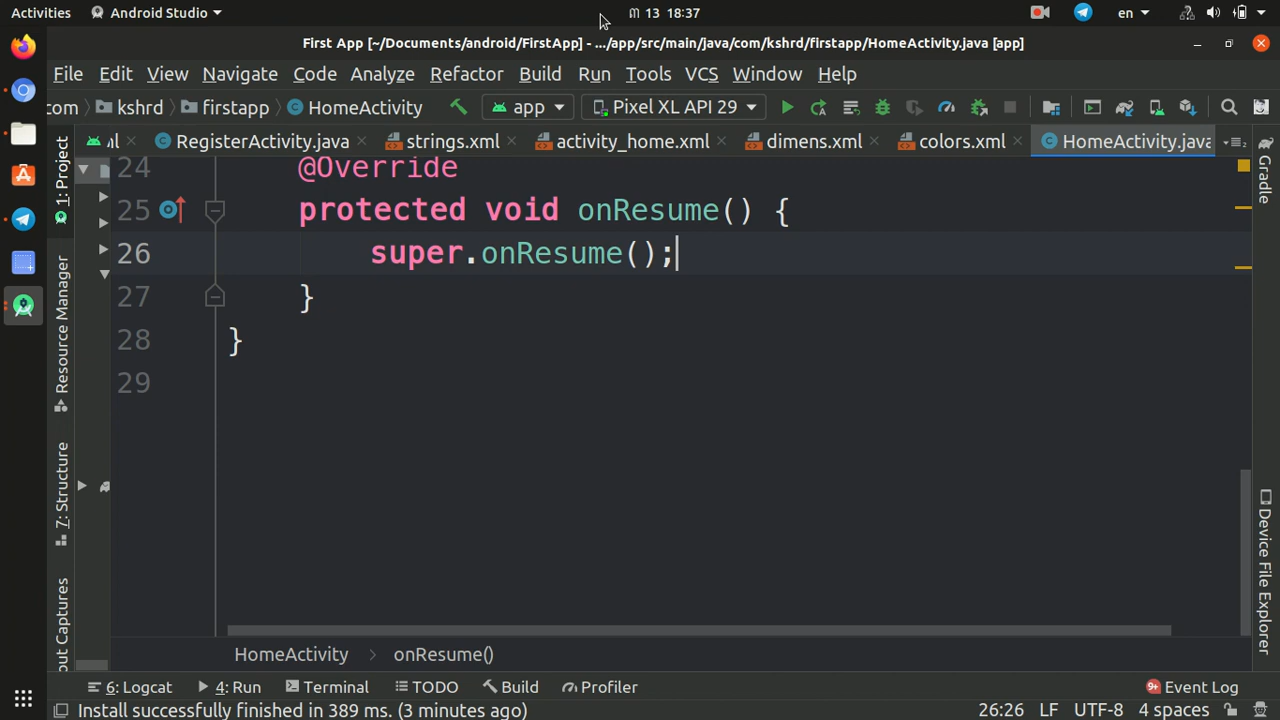 Activities Android Studio ៣ 13 18:37 en
First App [~/Documents/android/FirstApp] - .../app/src/main/java/com/kshrd/firstapp/HomeActivity.java [app]
File Edit View Navigate Code Analyze Refactor Build Run Tools VCS Window Help
com kshrd firstapp HomeActivity app Pixel XL API 29
RegisterActivity.java strings.xml activity_home.xml dimens.xml colors.xml HomeActivity.java
24 @Override
25 protected void onResume() {
26 super.onResume();
27 }
28 }
29
1: Project
Resource Manager
7: Structure
out Captures
Gradle
Device File Explorer
HomeActivity > onResume()
6: Logcat 4: Run Terminal TODO Build Profiler 9+ Event Log
Install successfully finished in 389 ms. (3 minutes ago) 26:26 LF UTF-8 4 spaces